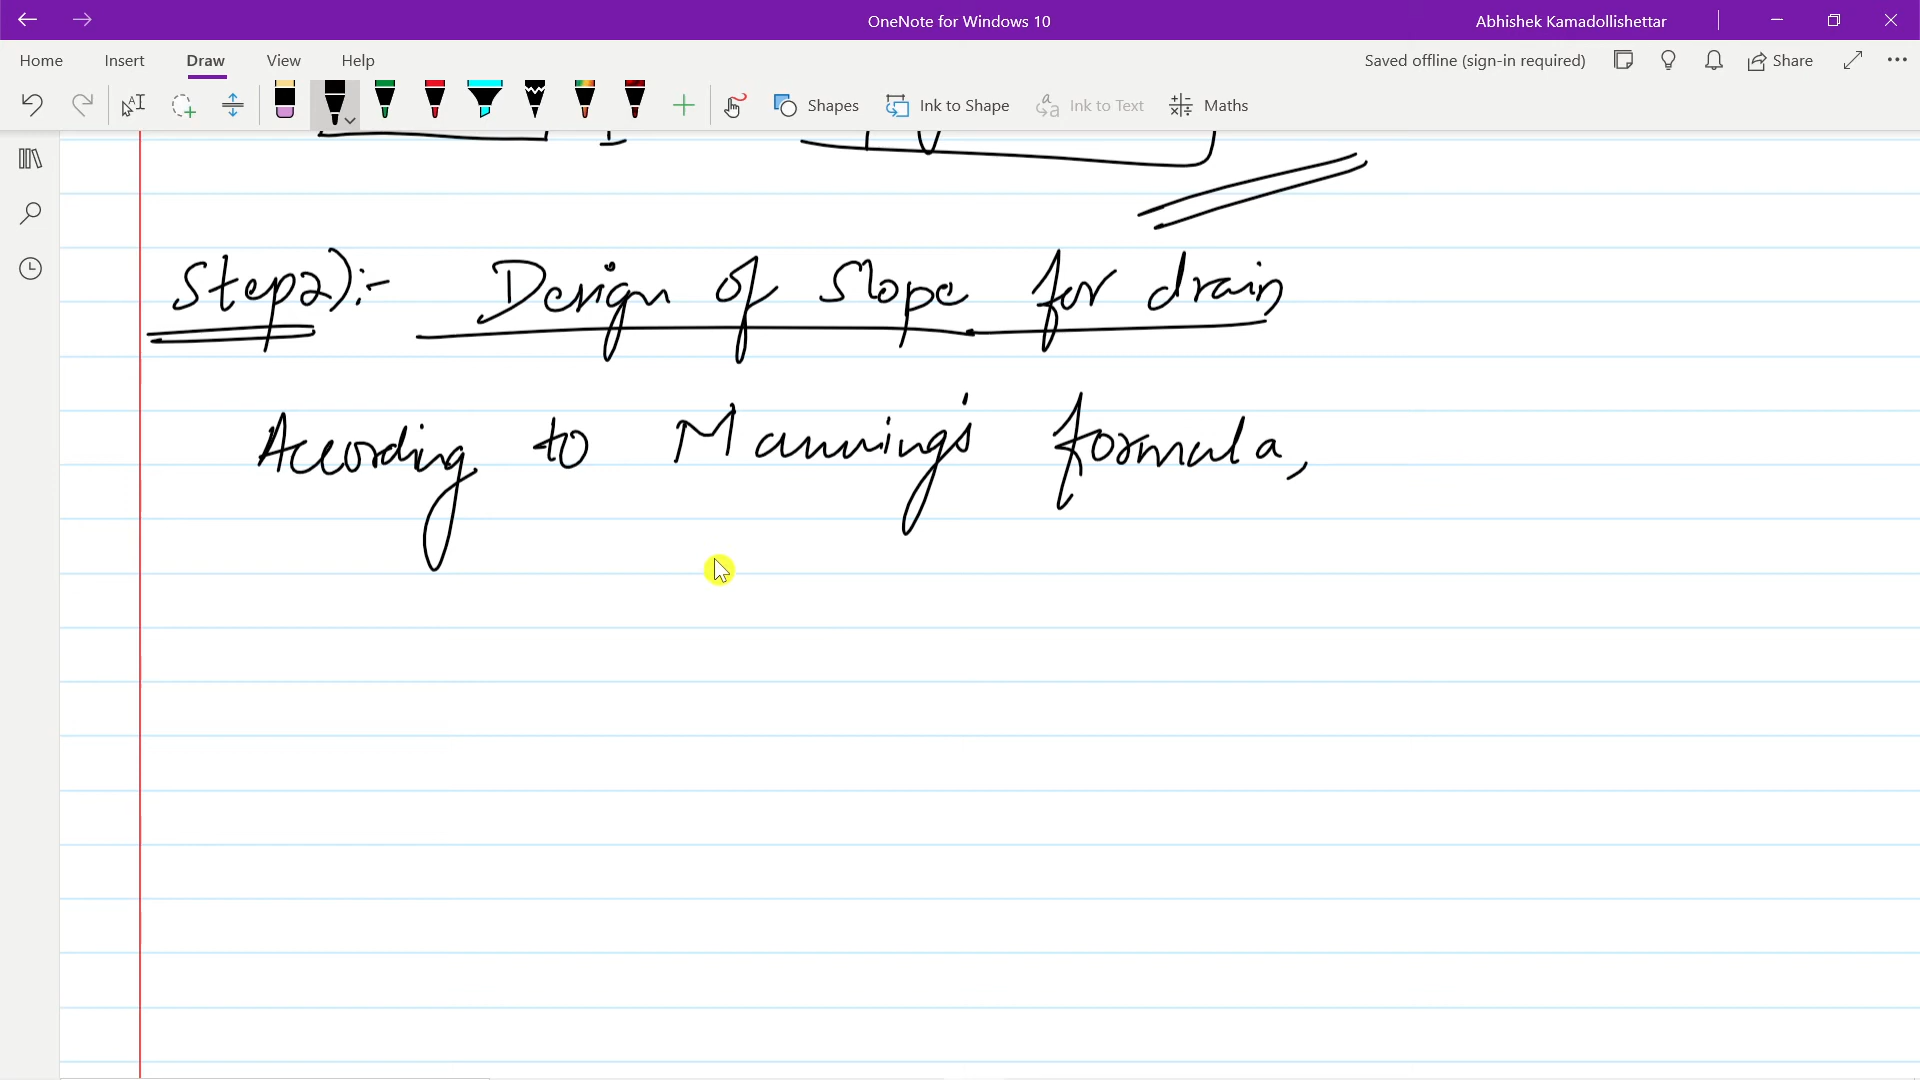 OneNote for Windows 10
Abhishek Kamadollishettar
Home Insert Draw View Help
Saved offline (sign-in required) Share
Shapes Ink to Shape Ink to Text Maths
Step2):- Design of Slope for drain
According to Manning's formula,